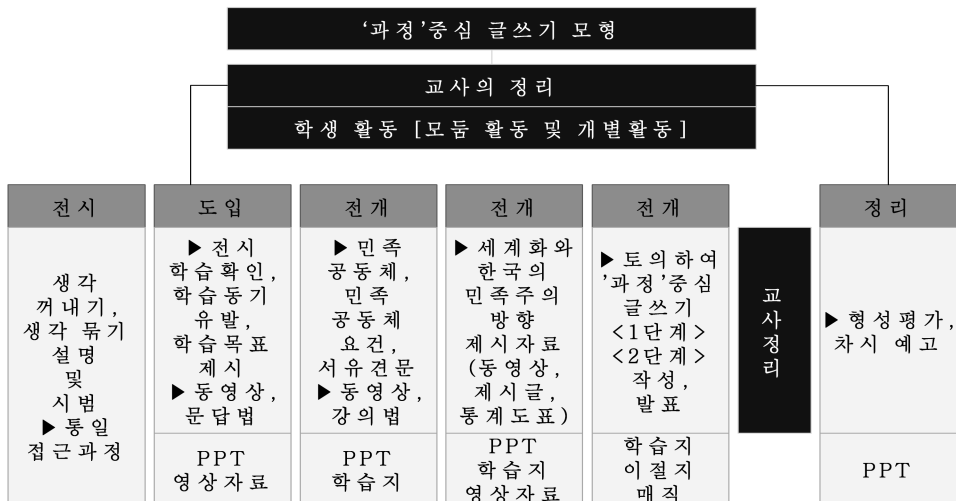 ‘과정’중심 글쓰기 모형
교사의 정리
학생 활동 [모둠 활동 및 개별활동]
전시
생각
꺼내기,
생각 묶기
설명
및
시범
▶통일
접근과정
도입
▶전시
학습확인,
학습동기
유발,
학습목표
제시
▶동영상,
문답법
PPT
영상자료
전개
▶민족
공동체,
민족
공동체
요건,
서유견문
▶동영상,
강의법
PPT
학습지
전개
▶세계화와
한국의
민족주의
방향
제시자료
(동영상,
제시글,
통계도표)
PPT
학습지
영상자료
전개
▶토의하여
’과정’중심
글쓰기
<1단계>
<2단계>
작성,
발표
학습지
이절지
매직
교사정리
정리
▶형성평가,
차시 예고
PPT